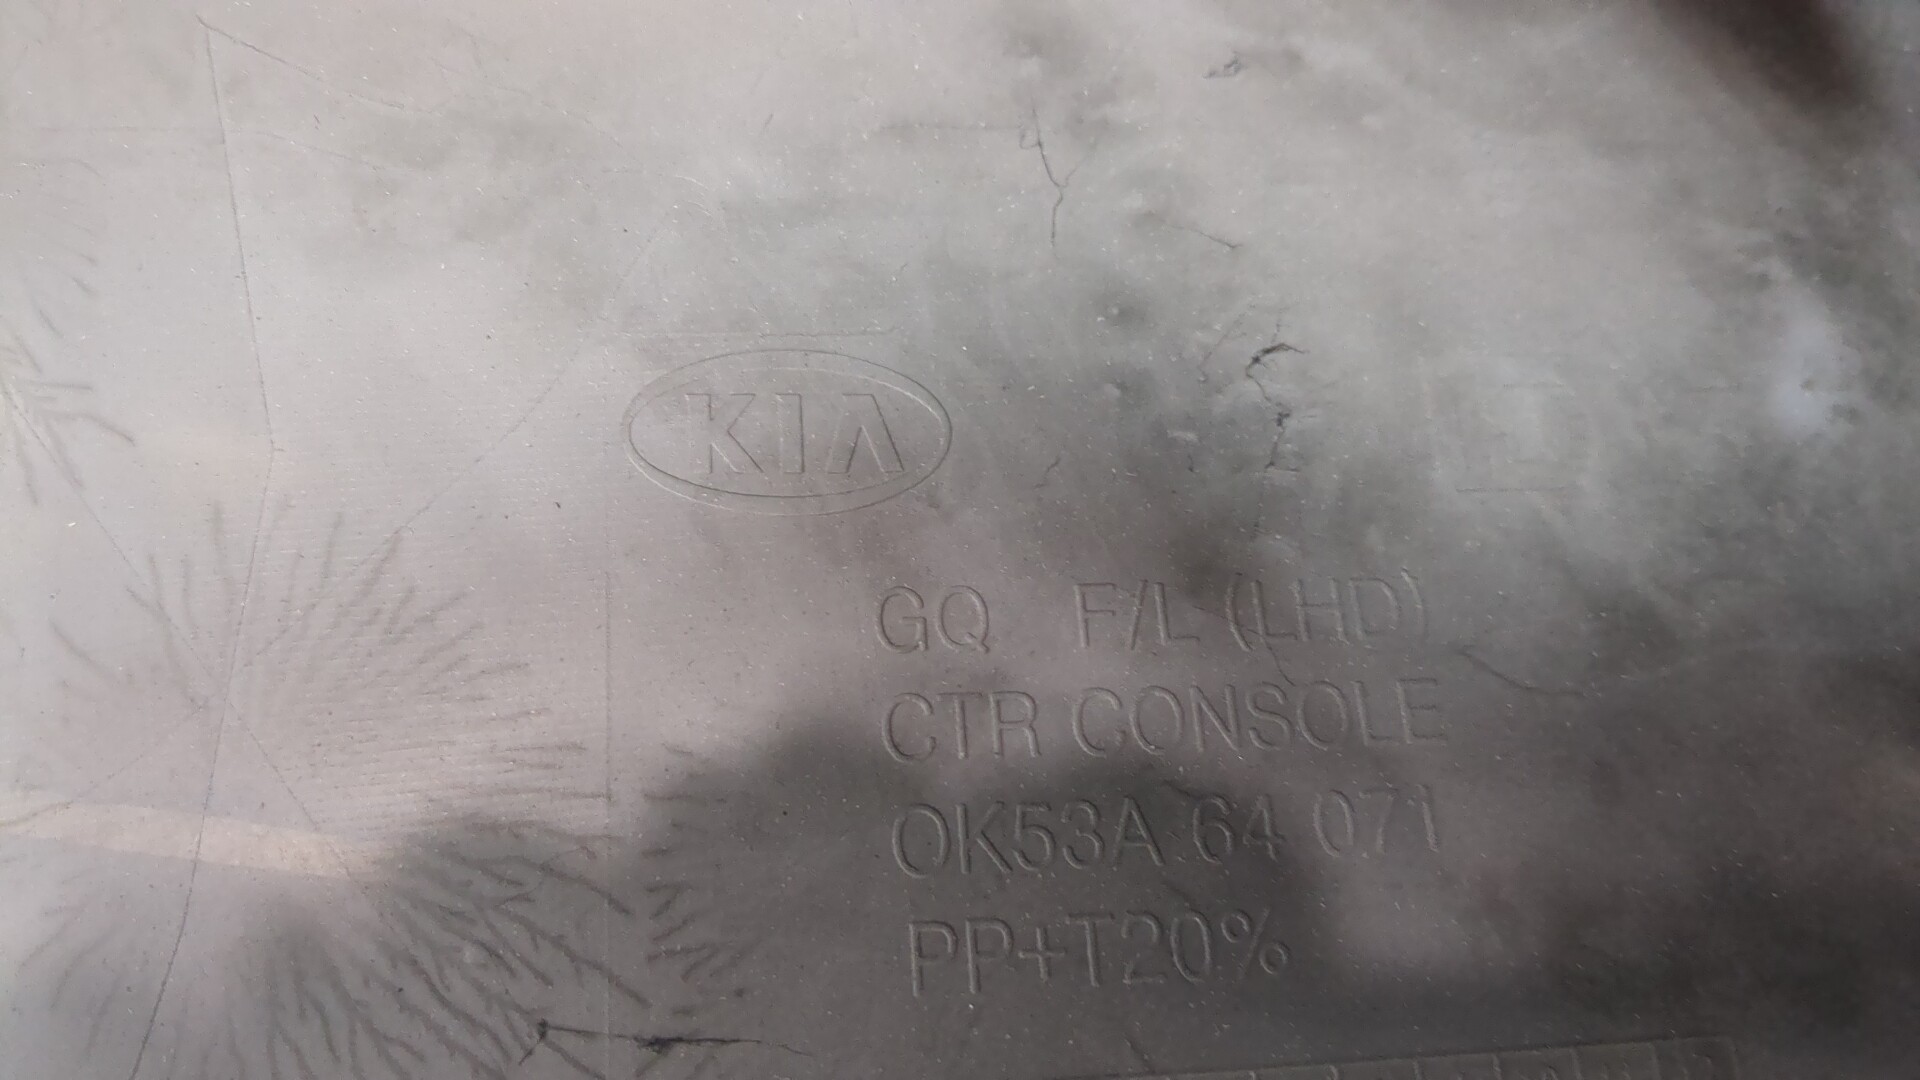 KIA
GQ F/L (LHD)
CTR CONSOLE
OK53A 64 071
PP+T20%